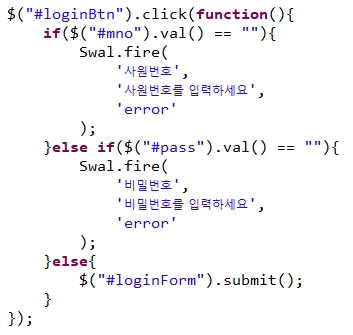 $("#loginBtn").click(function(){
    if($("#mno").val() == ""){
        Swal.fire(
            '사원번호',
            '사원번호를 입력하세요',
            'error'
        );
    }else if($("#pass").val() == ""){
        Swal.fire(
            '비밀번호',
            '비밀번호를 입력하세요',
            'error'
        );
    }else{
        $("#loginForm").submit();
    }
});